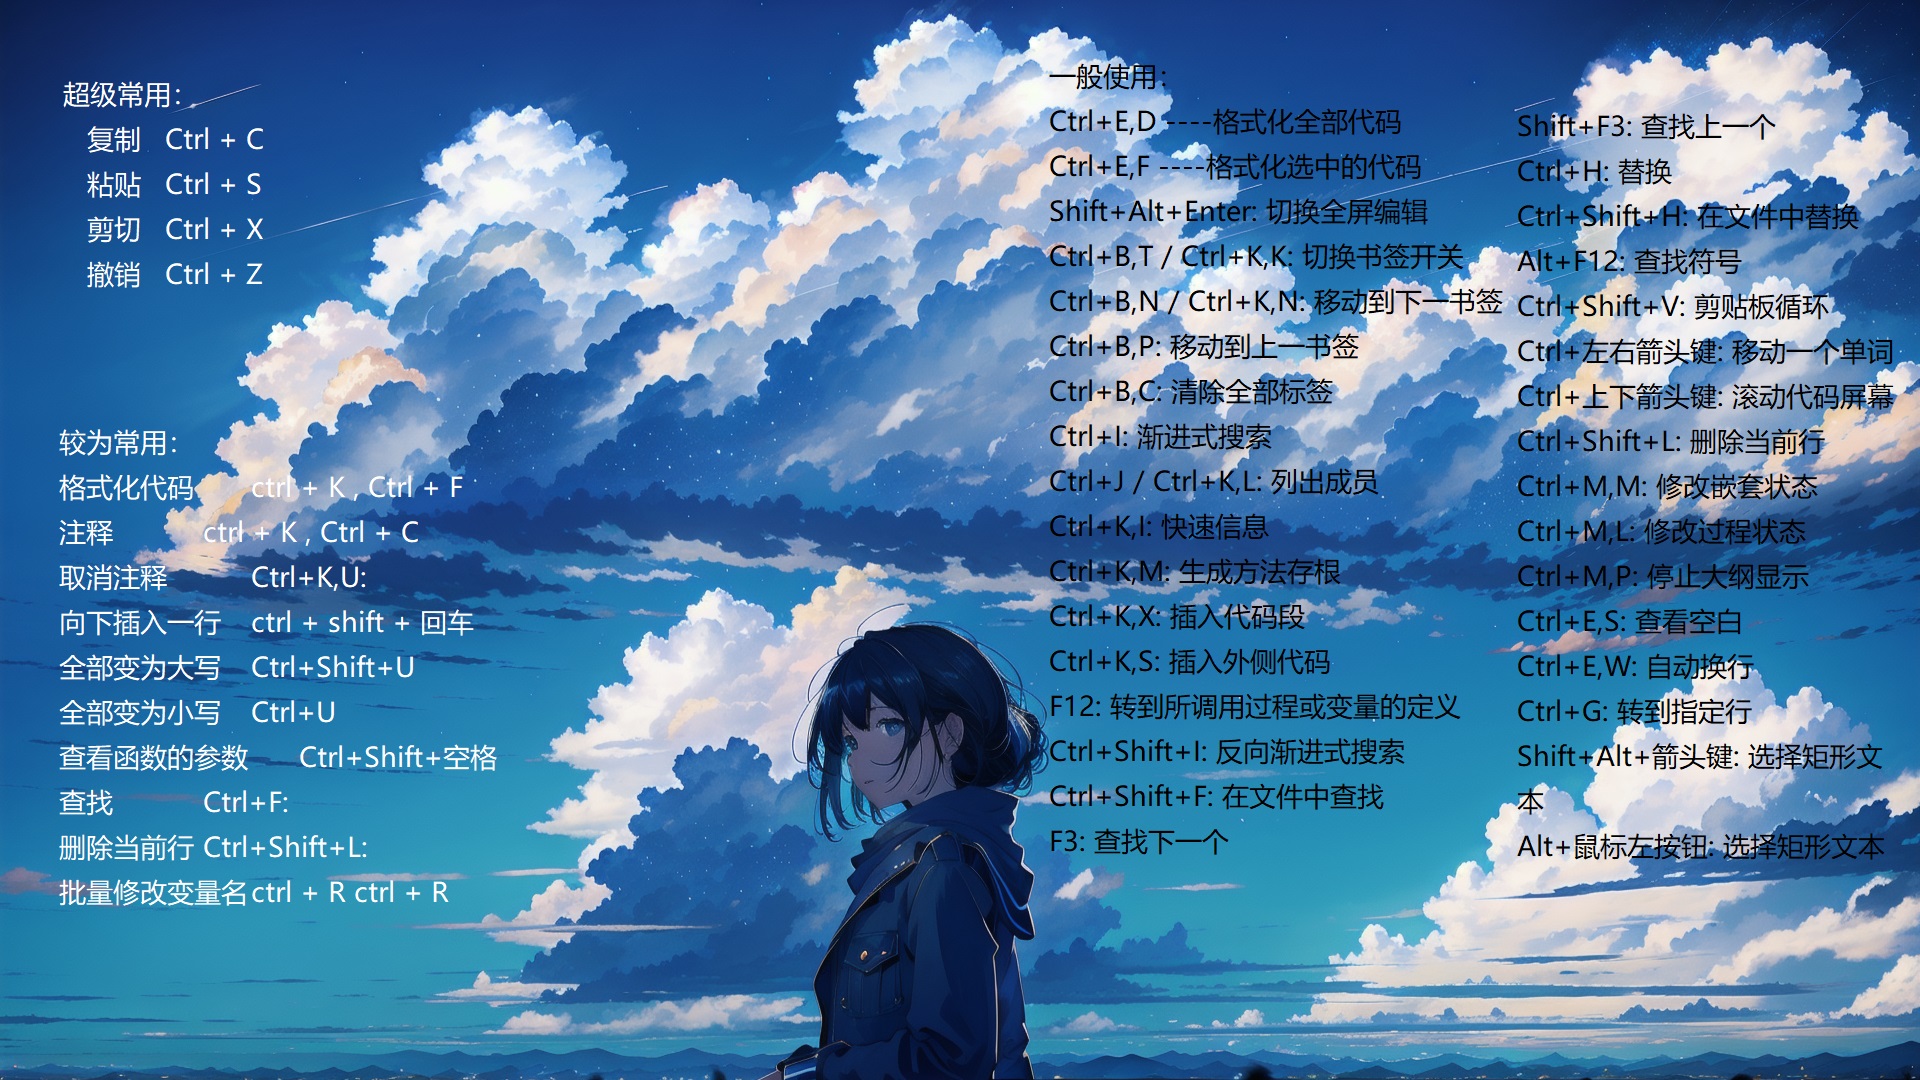 超级常用：
复制 Ctrl + C
粘贴 Ctrl + S
剪切 Ctrl + X
撤销 Ctrl + Z
较为常用：
格式化代码 ctrl + K , Ctrl + F
注释 ctrl + K , Ctrl + C
取消注释 Ctrl+K,U:
向下插入一行 ctrl + shift + 回车
全部变为大写 Ctrl+Shift+U
全部变为小写 Ctrl+U
查看函数的参数 Ctrl+Shift+空格
查找 Ctrl+F:
删除当前行 Ctrl+Shift+L:
批量修改变量名 ctrl + R ctrl + R
一般使用：
Ctrl+E,D ----格式化全部代码
Ctrl+E,F ----格式化选中的代码
Shift+Alt+Enter: 切换全屏编辑
Ctrl+B,T / Ctrl+K,K: 切换书签开关
Ctrl+B,N / Ctrl+K,N: 移动到下一书签
Ctrl+B,P: 移动到上一书签
Ctrl+B,C: 清除全部标签
Ctrl+I: 渐进式搜索
Ctrl+J / Ctrl+K,L: 列出成员
Ctrl+K,I: 快速信息
Ctrl+K,M: 生成方法存根
Ctrl+K,X: 插入代码段
Ctrl+K,S: 插入外侧代码
F12: 转到所调用过程或变量的定义
Ctrl+Shift+I: 反向渐进式搜索
Ctrl+Shift+F: 在文件中查找
F3: 查找下一个
Shift+F3: 查找上一个
Ctrl+H: 替换
Ctrl+Shift+H: 在文件中替换
Alt+F12: 查找符号
Ctrl+Shift+V: 剪贴板循环
Ctrl+左右箭头键: 移动一个单词
Ctrl+上下箭头键: 滚动代码屏幕
Ctrl+Shift+L: 删除当前行
Ctrl+M,M: 修改嵌套状态
Ctrl+M,L: 修改过程状态
Ctrl+M,P: 停止大纲显示
Ctrl+E,S: 查看空白
Ctrl+E,W: 自动换行
Ctrl+G: 转到指定行
Shift+Alt+箭头键: 选择矩形文
本
Alt+鼠标左按钮: 选择矩形文本